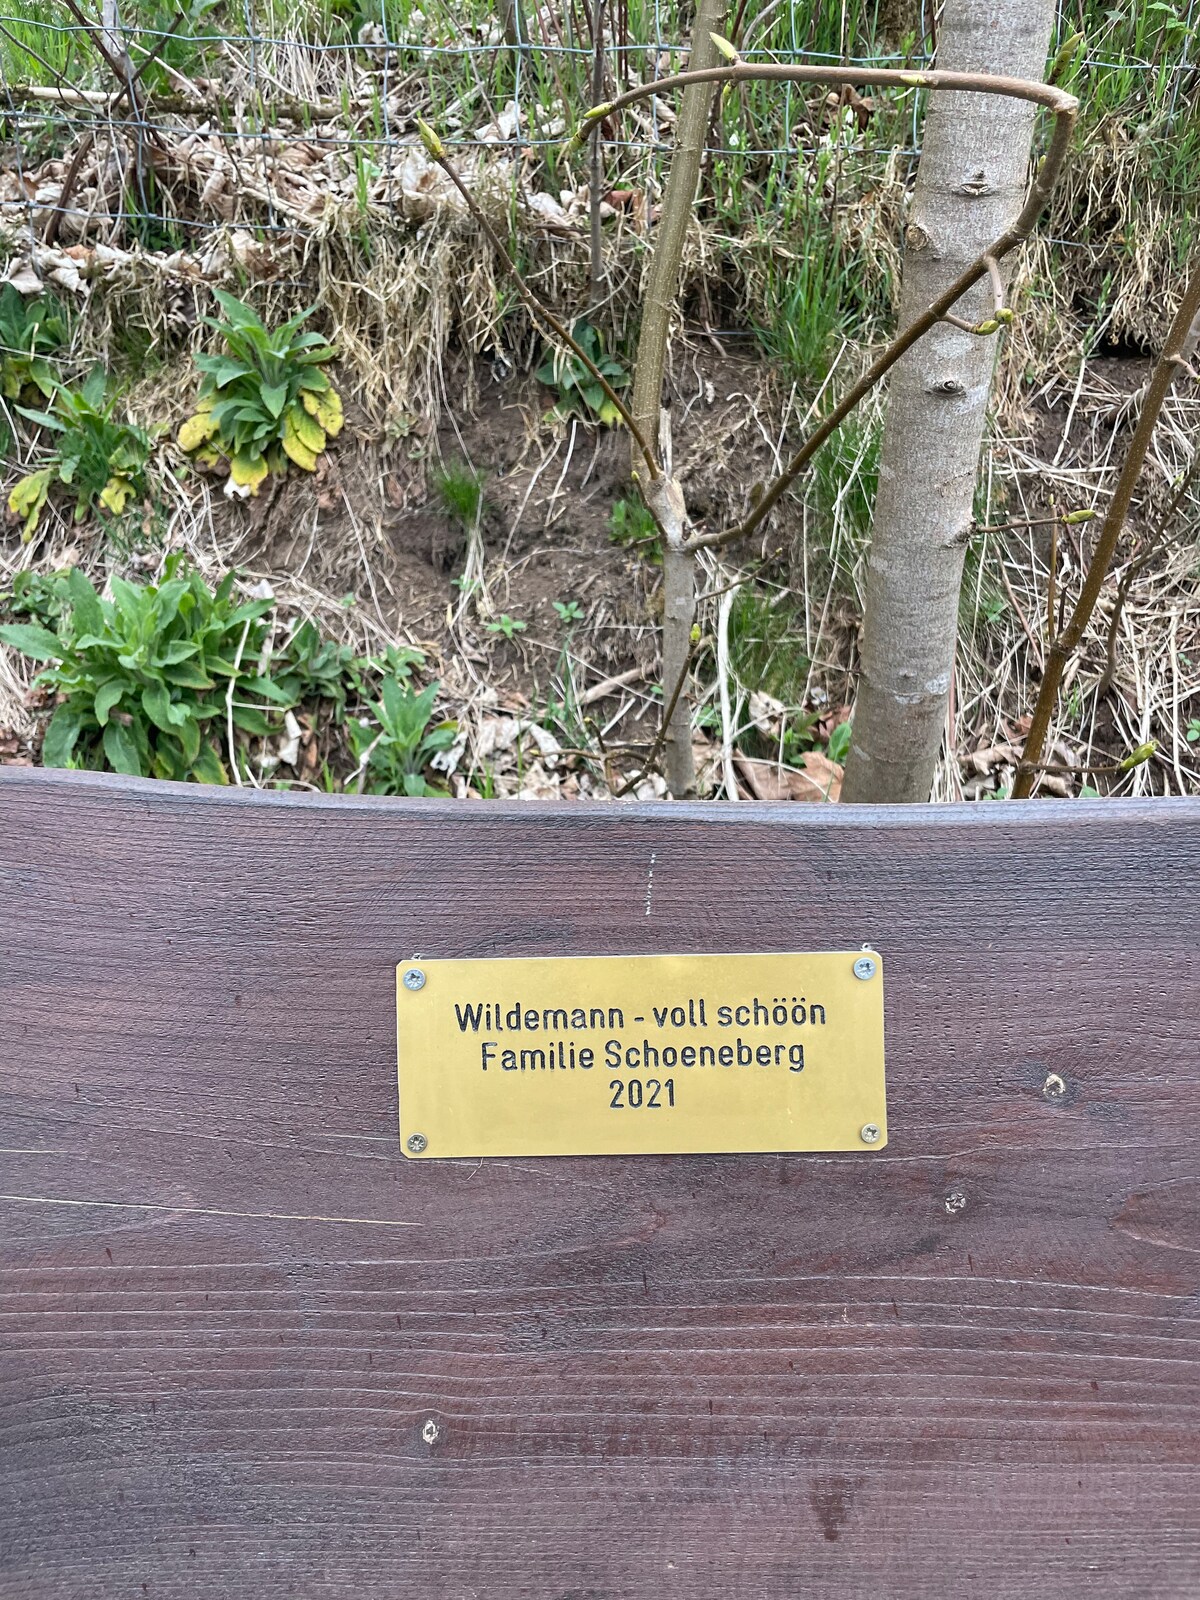 Wildemann - voll schöön
Familie Schoeneberg
2021